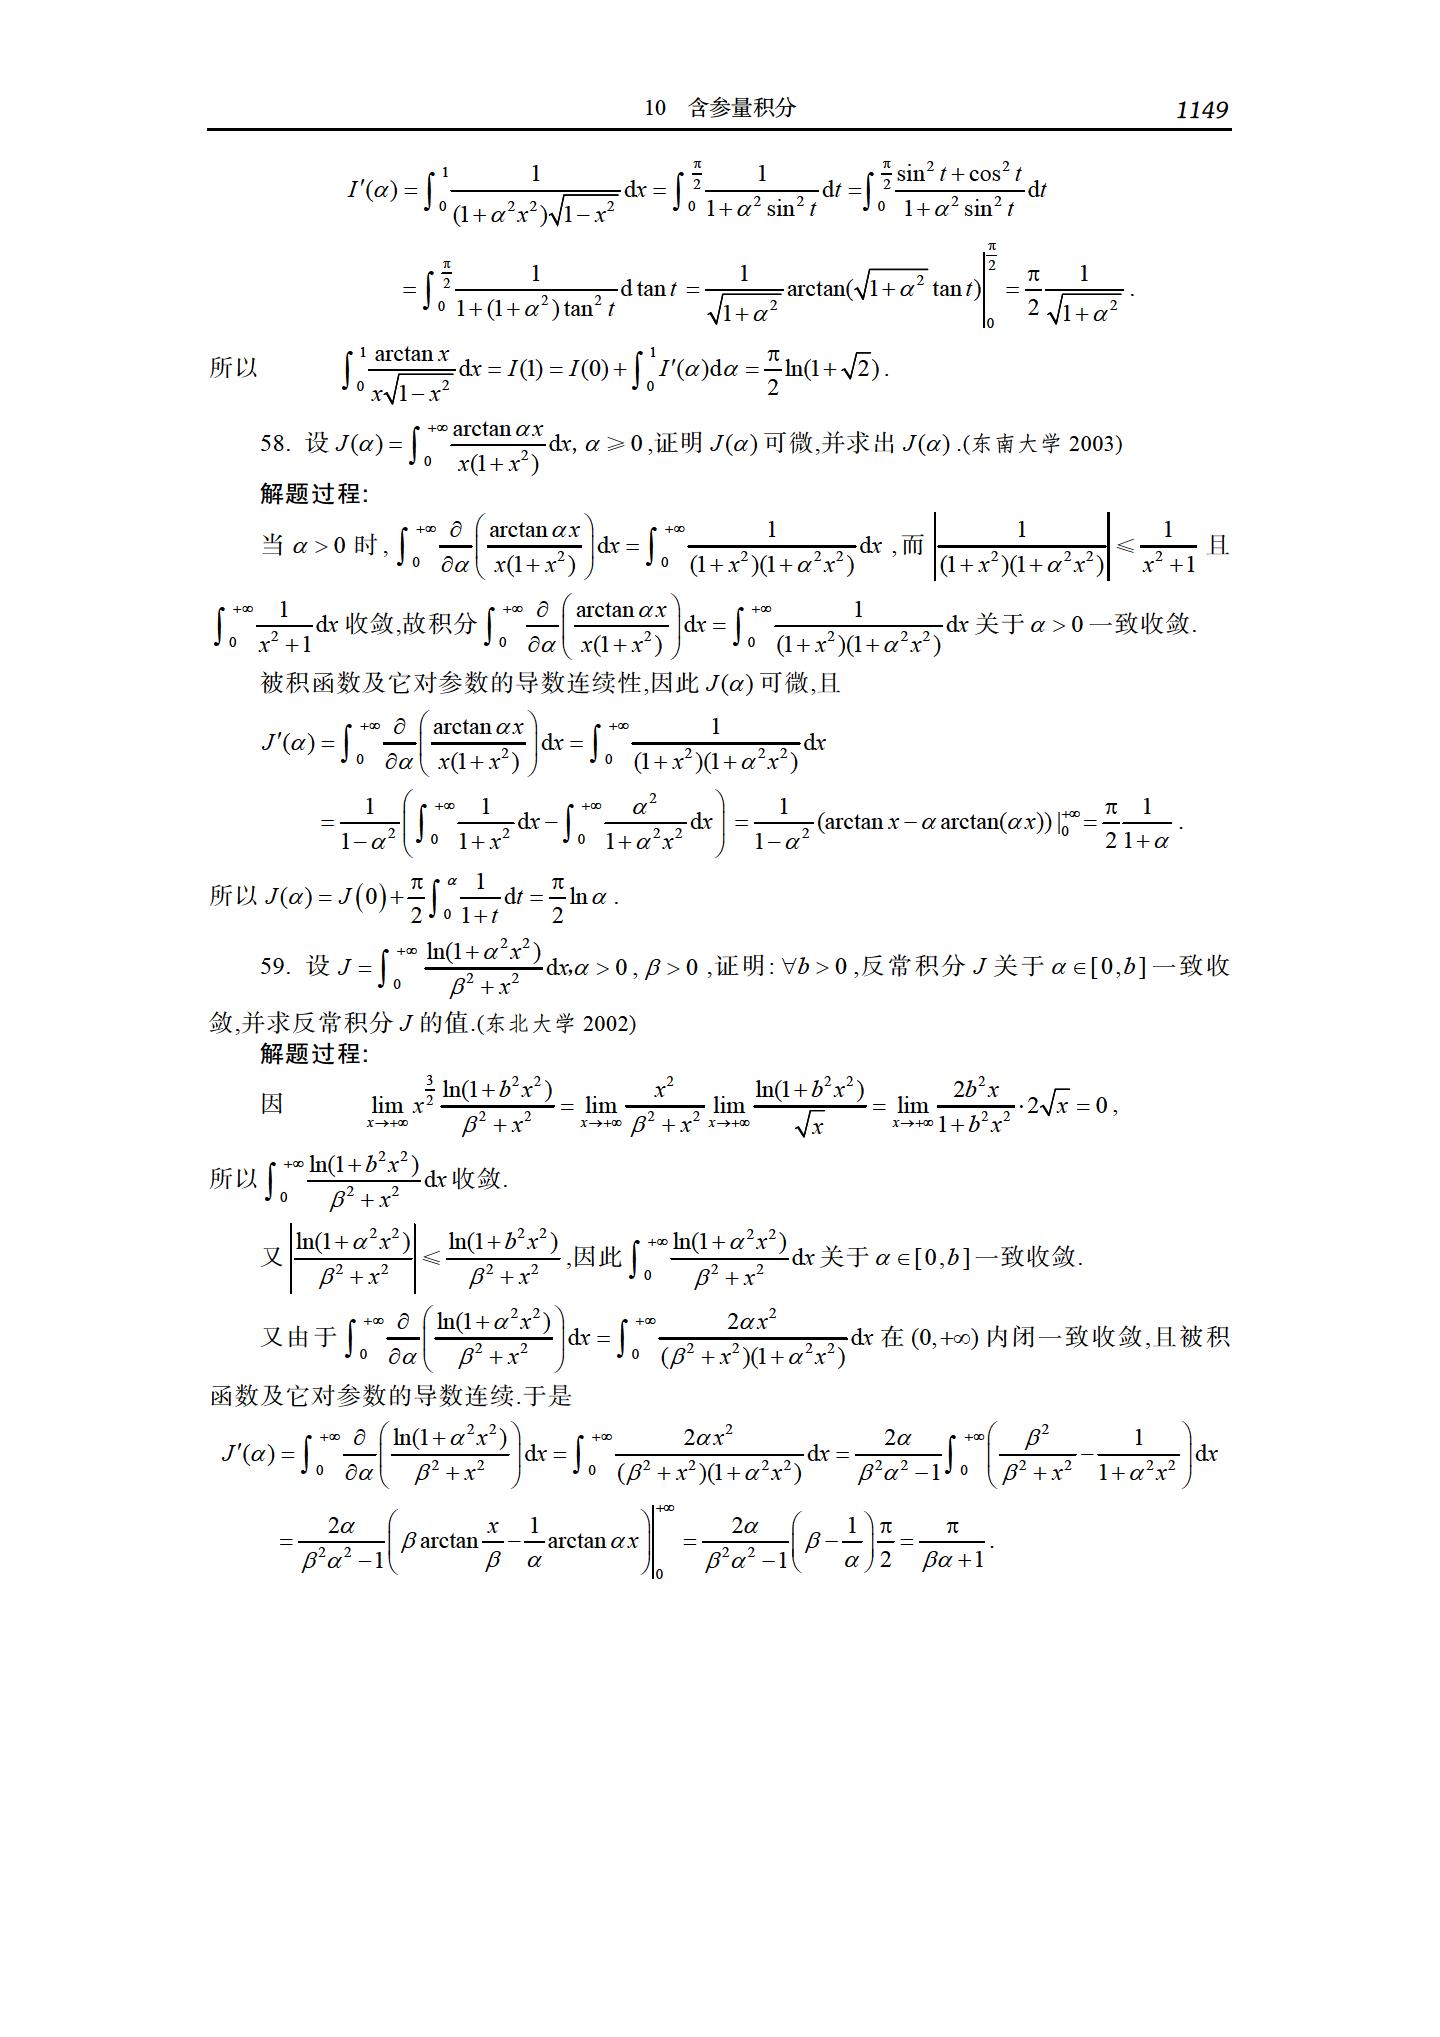 10 含参量积分 1149
$I'(\alpha)=\int_0^1\frac{1}{(1+\alpha^2x^2)\sqrt{1-x^2}}\mathrm{d}x=\int_0^{\frac{\pi}{2}}\frac{1}{1+\alpha^2\sin^2 t}\mathrm{d}t=\int_0^{\frac{\pi}{2}}\frac{\sin^2 t+\cos^2 t}{1+\alpha^2\sin^2 t}\mathrm{d}t$
$=\int_0^{\frac{\pi}{2}}\frac{1}{1+(1+\alpha^2)\tan^2 t}\mathrm{d}\tan t=\frac{1}{\sqrt{1+\alpha^2}}\arctan(\sqrt{1+\alpha^2}\tan t)\Big|_0^{\frac{\pi}{2}}=\frac{\pi}{2}\frac{1}{\sqrt{1+\alpha^2}}.$
所以 $\int_0^1\frac{\arctan x}{x\sqrt{1-x^2}}\mathrm{d}x=I(1)=I(0)+\int_0^1 I'(\alpha)\mathrm{d}\alpha=\frac{\pi}{2}\ln(1+\sqrt{2}).$
58. 设 $J(\alpha)=\int_0^{+\infty}\frac{\arctan\alpha x}{x(1+x^2)}\mathrm{d}x,\ \alpha\geqslant 0$,证明 $J(\alpha)$ 可微,并求出 $J(\alpha)$.(东南大学 2003)
解题过程:
当 $\alpha>0$ 时, $\int_0^{+\infty}\frac{\partial}{\partial\alpha}\left(\frac{\arctan\alpha x}{x(1+x^2)}\right)\mathrm{d}x=\int_0^{+\infty}\frac{1}{(1+x^2)(1+\alpha^2x^2)}\mathrm{d}x$ ,而 $\left|\frac{1}{(1+x^2)(1+\alpha^2x^2)}\right|\leqslant\frac{1}{x^2+1}$ 且
$\int_0^{+\infty}\frac{1}{x^2+1}\mathrm{d}x$ 收敛,故积分 $\int_0^{+\infty}\frac{\partial}{\partial\alpha}\left(\frac{\arctan\alpha x}{x(1+x^2)}\right)\mathrm{d}x=\int_0^{+\infty}\frac{1}{(1+x^2)(1+\alpha^2x^2)}\mathrm{d}x$ 关于 $\alpha>0$ 一致收敛.
被积函数及它对参数的导数连续性,因此 $J(\alpha)$ 可微,且
$J'(\alpha)=\int_0^{+\infty}\frac{\partial}{\partial\alpha}\left(\frac{\arctan\alpha x}{x(1+x^2)}\right)\mathrm{d}x=\int_0^{+\infty}\frac{1}{(1+x^2)(1+\alpha^2x^2)}\mathrm{d}x$
$=\frac{1}{1-\alpha^2}\left(\int_0^{+\infty}\frac{1}{1+x^2}\mathrm{d}x-\int_0^{+\infty}\frac{\alpha^2}{1+\alpha^2x^2}\mathrm{d}x\right)=\frac{1}{1-\alpha^2}(\arctan x-\alpha\arctan(\alpha x))|_0^{+\infty}=\frac{\pi}{2}\frac{1}{1+\alpha}.$
所以 $J(\alpha)=J(0)+\frac{\pi}{2}\int_0^{\alpha}\frac{1}{1+t}\mathrm{d}t=\frac{\pi}{2}\ln\alpha.$
59. 设 $J=\int_0^{+\infty}\frac{\ln(1+\alpha^2x^2)}{\beta^2+x^2}\mathrm{d}x,\alpha>0,\beta>0$ ,证明: $\forall b>0$ ,反常积分 $J$ 关于 $\alpha\in[0,b]$ 一致收
敛,并求反常积分 $J$ 的值.(东北大学 2002)
解题过程:
因 $\lim_{x\to+\infty}x^{\frac{3}{2}}\frac{\ln(1+b^2x^2)}{\beta^2+x^2}=\lim_{x\to+\infty}\frac{x^2}{\beta^2+x^2}\lim_{x\to+\infty}\frac{\ln(1+b^2x^2)}{\sqrt{x}}=\lim_{x\to+\infty}\frac{2b^2x}{1+b^2x^2}\cdot 2\sqrt{x}=0,$
所以 $\int_0^{+\infty}\frac{\ln(1+b^2x^2)}{\beta^2+x^2}\mathrm{d}x$ 收敛.
又 $\left|\frac{\ln(1+\alpha^2x^2)}{\beta^2+x^2}\right|\leqslant\frac{\ln(1+b^2x^2)}{\beta^2+x^2}$,因此 $\int_0^{+\infty}\frac{\ln(1+\alpha^2x^2)}{\beta^2+x^2}\mathrm{d}x$ 关于 $\alpha\in[0,b]$ 一致收敛.
又由于 $\int_0^{+\infty}\frac{\partial}{\partial\alpha}\left(\frac{\ln(1+\alpha^2x^2)}{\beta^2+x^2}\right)\mathrm{d}x=\int_0^{+\infty}\frac{2\alpha x^2}{(\beta^2+x^2)(1+\alpha^2x^2)}\mathrm{d}x$ 在 $(0,+\infty)$ 内闭一致收敛,且被积
函数及它对参数的导数连续.于是
$J'(\alpha)=\int_0^{+\infty}\frac{\partial}{\partial\alpha}\left(\frac{\ln(1+\alpha^2x^2)}{\beta^2+x^2}\right)\mathrm{d}x=\int_0^{+\infty}\frac{2\alpha x^2}{(\beta^2+x^2)(1+\alpha^2x^2)}\mathrm{d}x=\frac{2\alpha}{\beta^2\alpha^2-1}\int_0^{+\infty}\left(\frac{\beta^2}{\beta^2+x^2}-\frac{1}{1+\alpha^2x^2}\right)\mathrm{d}x$
$=\frac{2\alpha}{\beta^2\alpha^2-1}\left(\beta\arctan\frac{x}{\beta}-\frac{1}{\alpha}\arctan\alpha x\right)\Big|_0^{+\infty}=\frac{2\alpha}{\beta^2\alpha^2-1}\left(\beta-\frac{1}{\alpha}\right)\frac{\pi}{2}=\frac{\pi}{\beta\alpha+1}.$